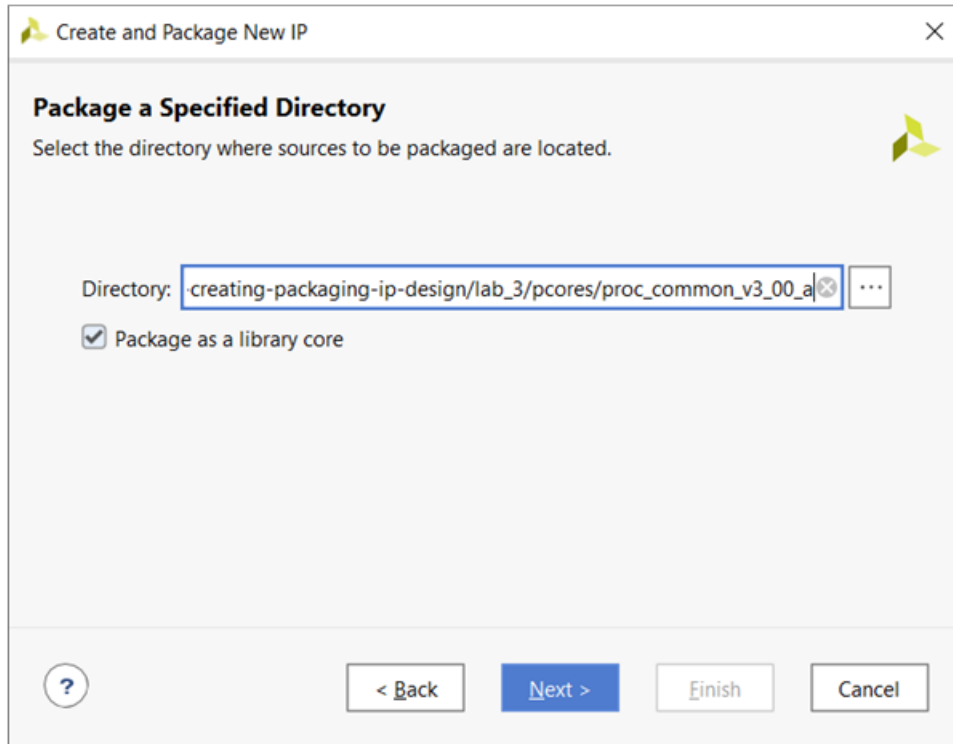 Create and Package New IP
Package a Specified Directory
Select the directory where sources to be packaged are located.
Directory: -creating-packaging-ip-design/lab_3/pcores/proc_common_v3_00_a ...
Package as a library core
? < Back Next > Finish Cancel